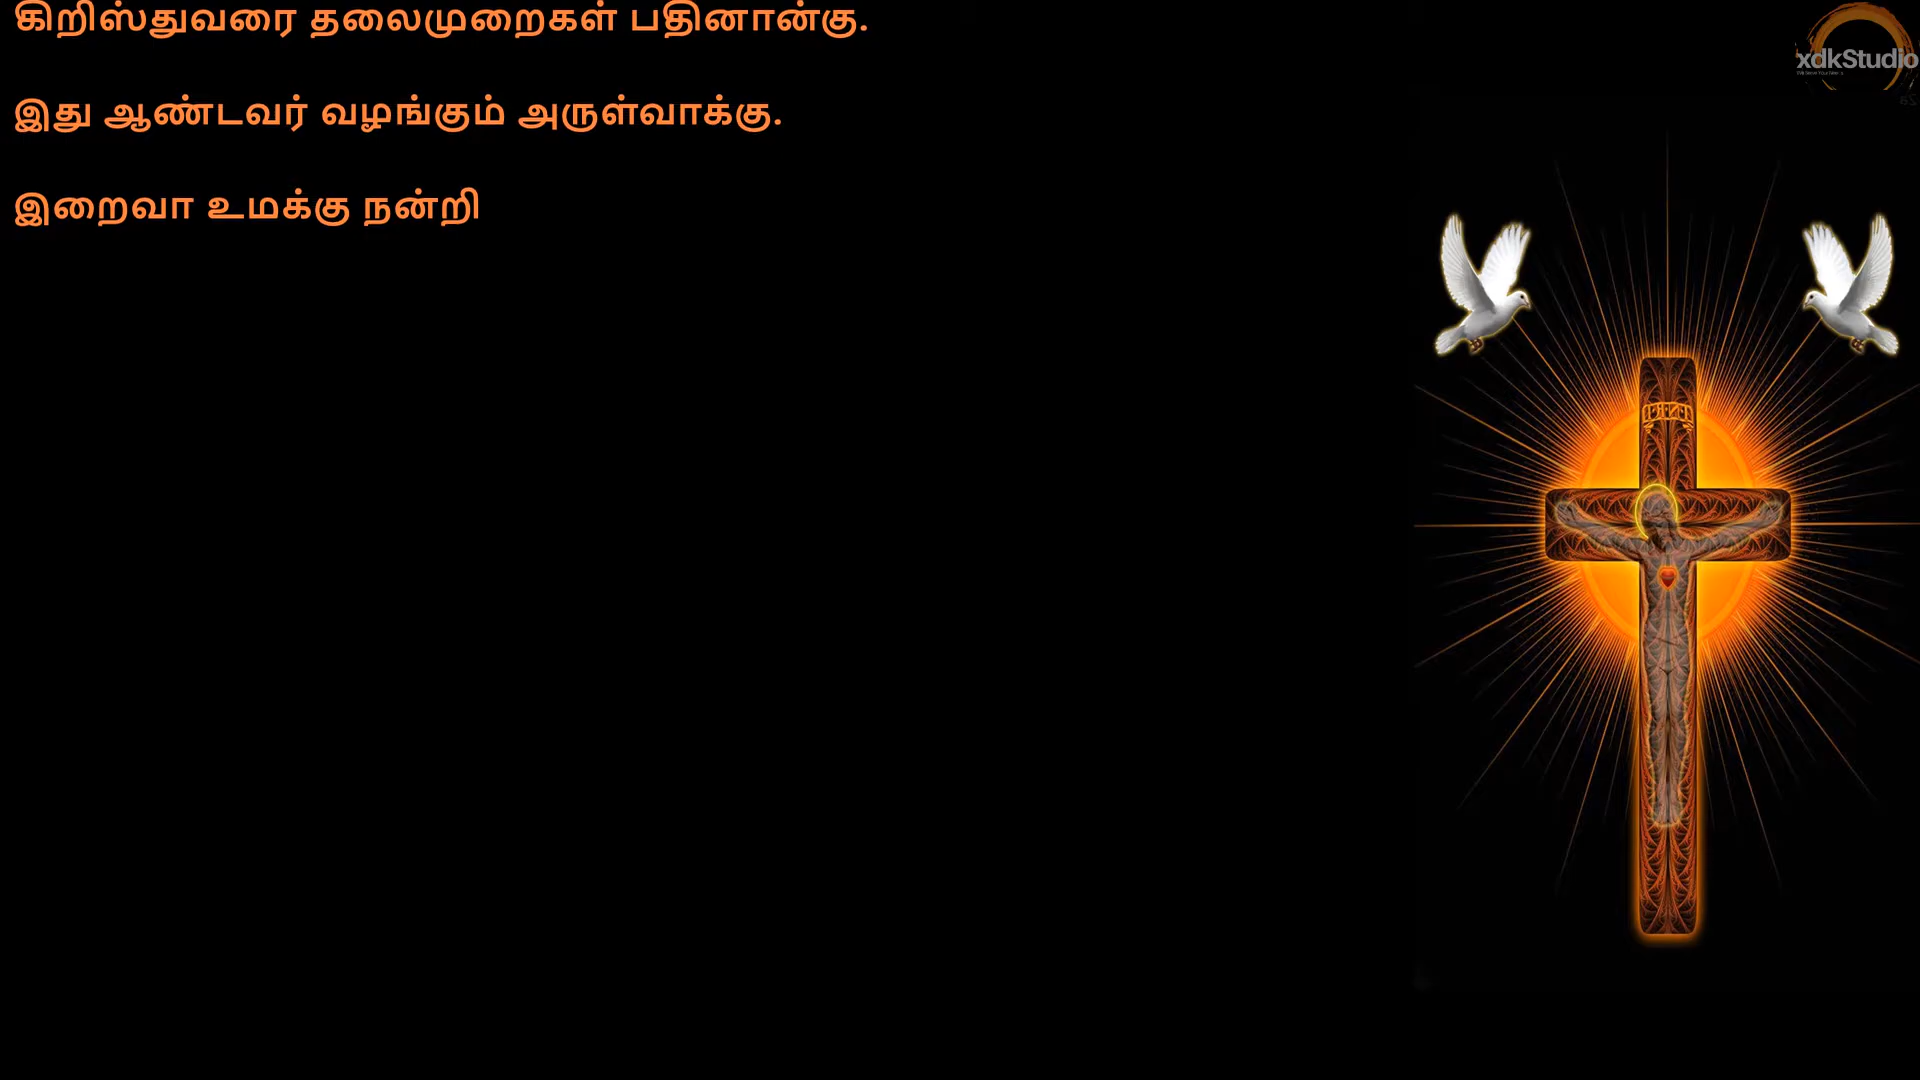 கிறிஸ்துவரை தலைமுறைகள் பதினான்கு.
இது ஆண்டவர் வழங்கும் அருள்வாக்கு.
இறைவா உமக்கு நன்றி
xdkStudio